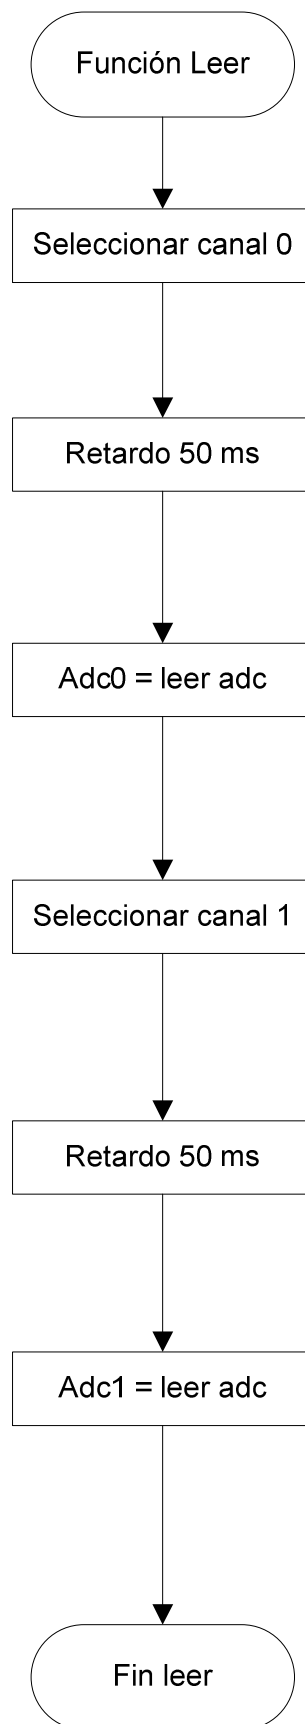 Función Leer
Seleccionar canal 0
Retardo 50 ms
Adc0 = leer adc
Seleccionar canal 1
Retardo 50 ms
Adc1 = leer adc
Fin leer